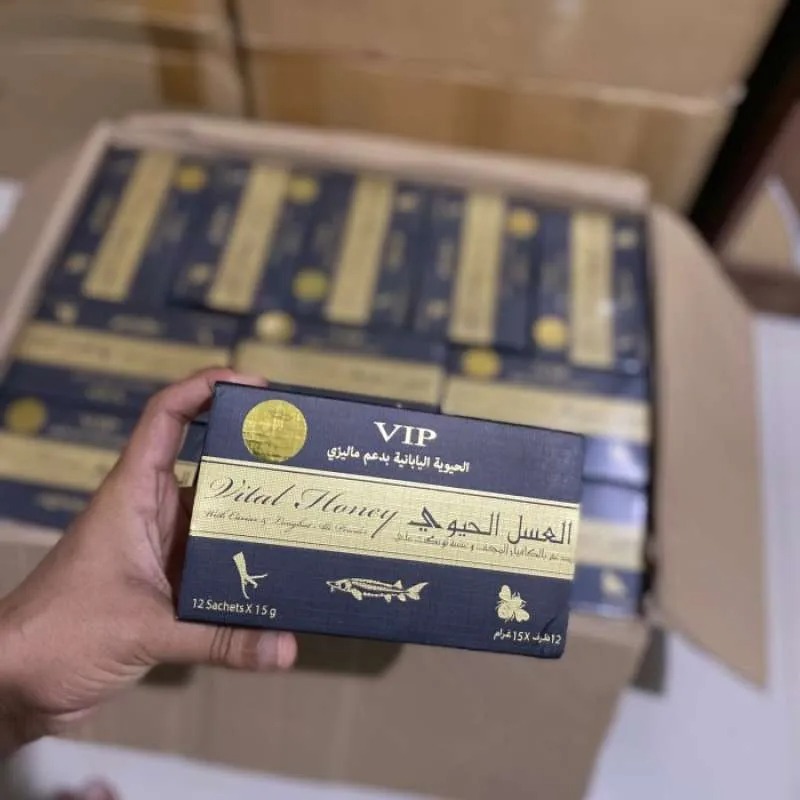 VIP
الحيوية اليابانية بدعم ماليزي
Vital Honey
العسل الحيوي
With Caviar & Tongkat Ali Powder
12 Sachets X 15 g
12 ظرف X 15 غرام